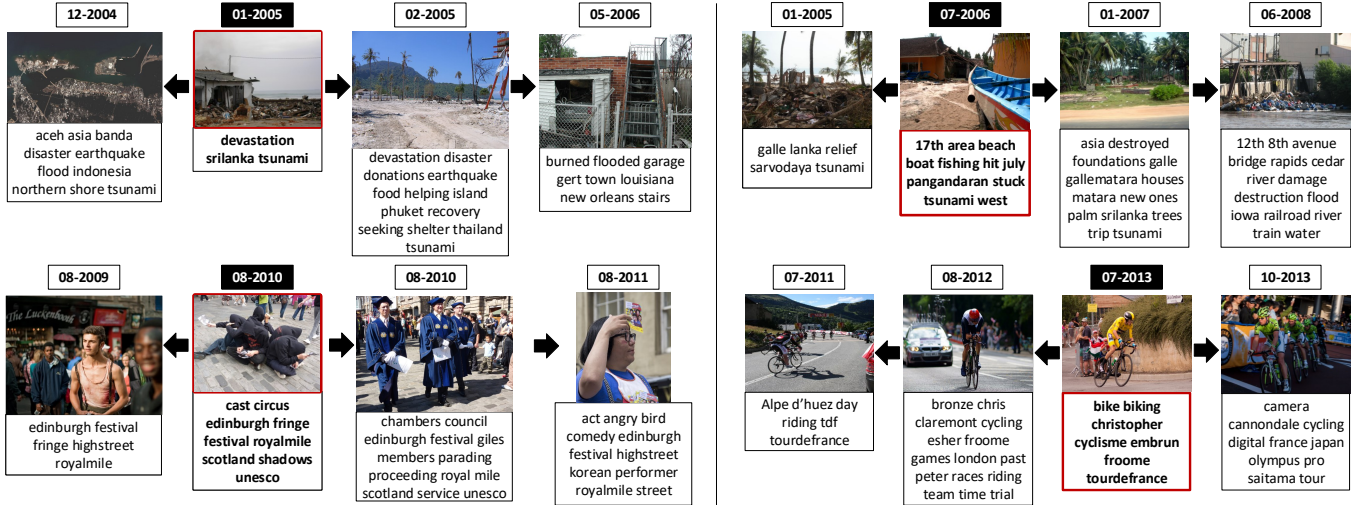 12-2004
01-2005
02-2005
05-2006
aceh asia banda
disaster earthquake
flood indonesia
northern shore tsunami
devastation
srilanka tsunami
devastation disaster
donations earthquake
food helping island
phuket recovery
seeking shelter thailand
tsunami
burned flooded garage
gert town louisiana
new orleans stairs
01-2005
07-2006
01-2007
06-2008
galle lanka relief
sarvodaya tsunami
17th area beach
boat fishing hit july
pangandaran stuck
tsunami west
asia destroyed
foundations galle
gallematara houses
matara new ones
palm srilanka trees
trip tsunami
12th 8th avenue
bridge rapids cedar
river damage
destruction flood
iowa railroad river
train water
08-2009
08-2010
08-2010
08-2011
The Luckenbooth
edinburgh festival
fringe highstreet
royalmile
cast circus
edinburgh fringe
festival royalmile
scotland shadows
unesco
chambers council
edinburgh festival giles
members parading
proceeding royal mile
scotland service unesco
act angry bird
comedy edinburgh
festival highstreet
korean performer
royalmile street
07-2011
08-2012
07-2013
10-2013
Alpe d’huez day
riding tdf
tourdefrance
bronze chris
claremont cycling
esher froome
games london past
peter races riding
team time trial
bike biking
christopher
cyclisme embrun
froome
tourdefrance
camera
cannondale cycling
digital france japan
olympus pro
saitama tour